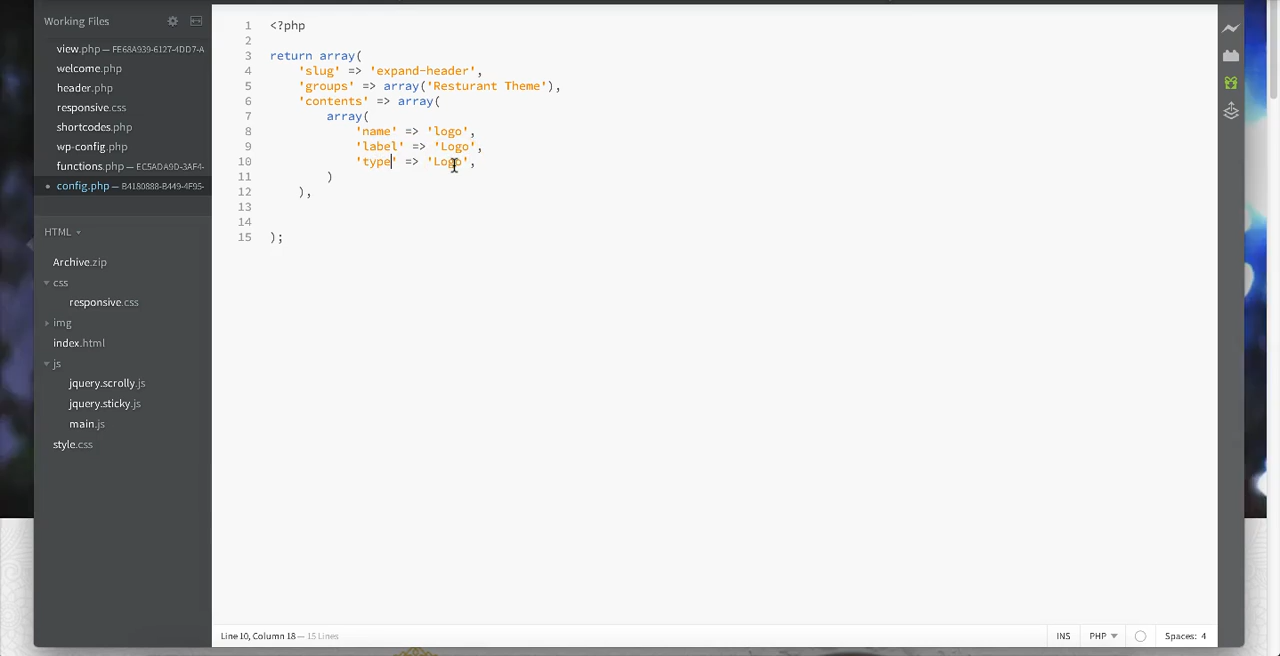 Working Files
view.php — FE68A939-6127-4DD7-A
welcome.php
header.php
responsive.css
shortcodes.php
wp-config.php
functions.php — EC5ADA9D-3AF4-
• config.php — B4180888-B449-4F95-
HTML
Archive.zip
css
responsive.css
img
index.html
js
jquery.scrolly.js
jquery.sticky.js
main.js
style.css
1 <?php
2
3 return array(
4 'slug' => 'expand-header',
5 'groups' => array('Resturant Theme'),
6 'contents' => array(
7 array(
8 'name' => 'logo',
9 'label' => 'Logo',
10 'type' => 'Logo',
11 )
12 ),
13
14
15 );
Line 10, Column 18 — 15 Lines
INS
PHP
Spaces: 4